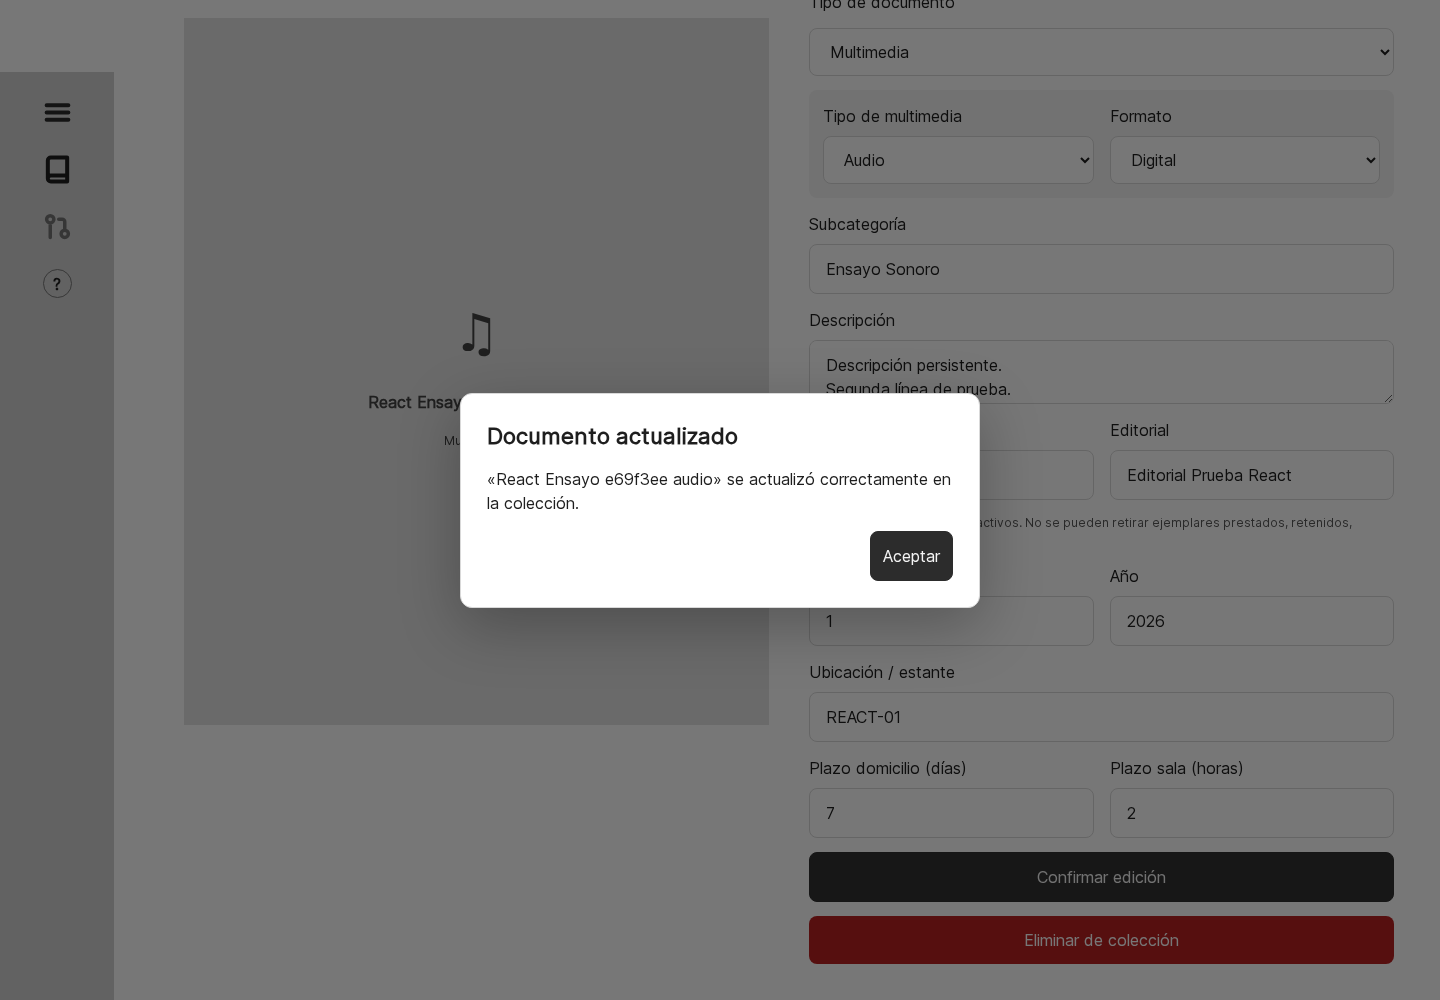 Tipo de documento
Multimedia
Tipo de multimedia
Formato
Audio
Digital
Subcategoría
Ensayo Sonoro
Descripción
Descripción persistente.
Segunda línea de prueba.
React Ensay
Mu
Editorial
Editorial Prueba React
Documento actualizado
«React Ensayo e69f3ee audio» se actualizó correctamente en
la colección.
Aceptar
activos. No se pueden retirar ejemplares prestados, retenidos,
Año
1
2026
Ubicación / estante
REACT-01
Plazo domicilio (días)
Plazo sala (horas)
7
2
Confirmar edición
Eliminar de colección
?